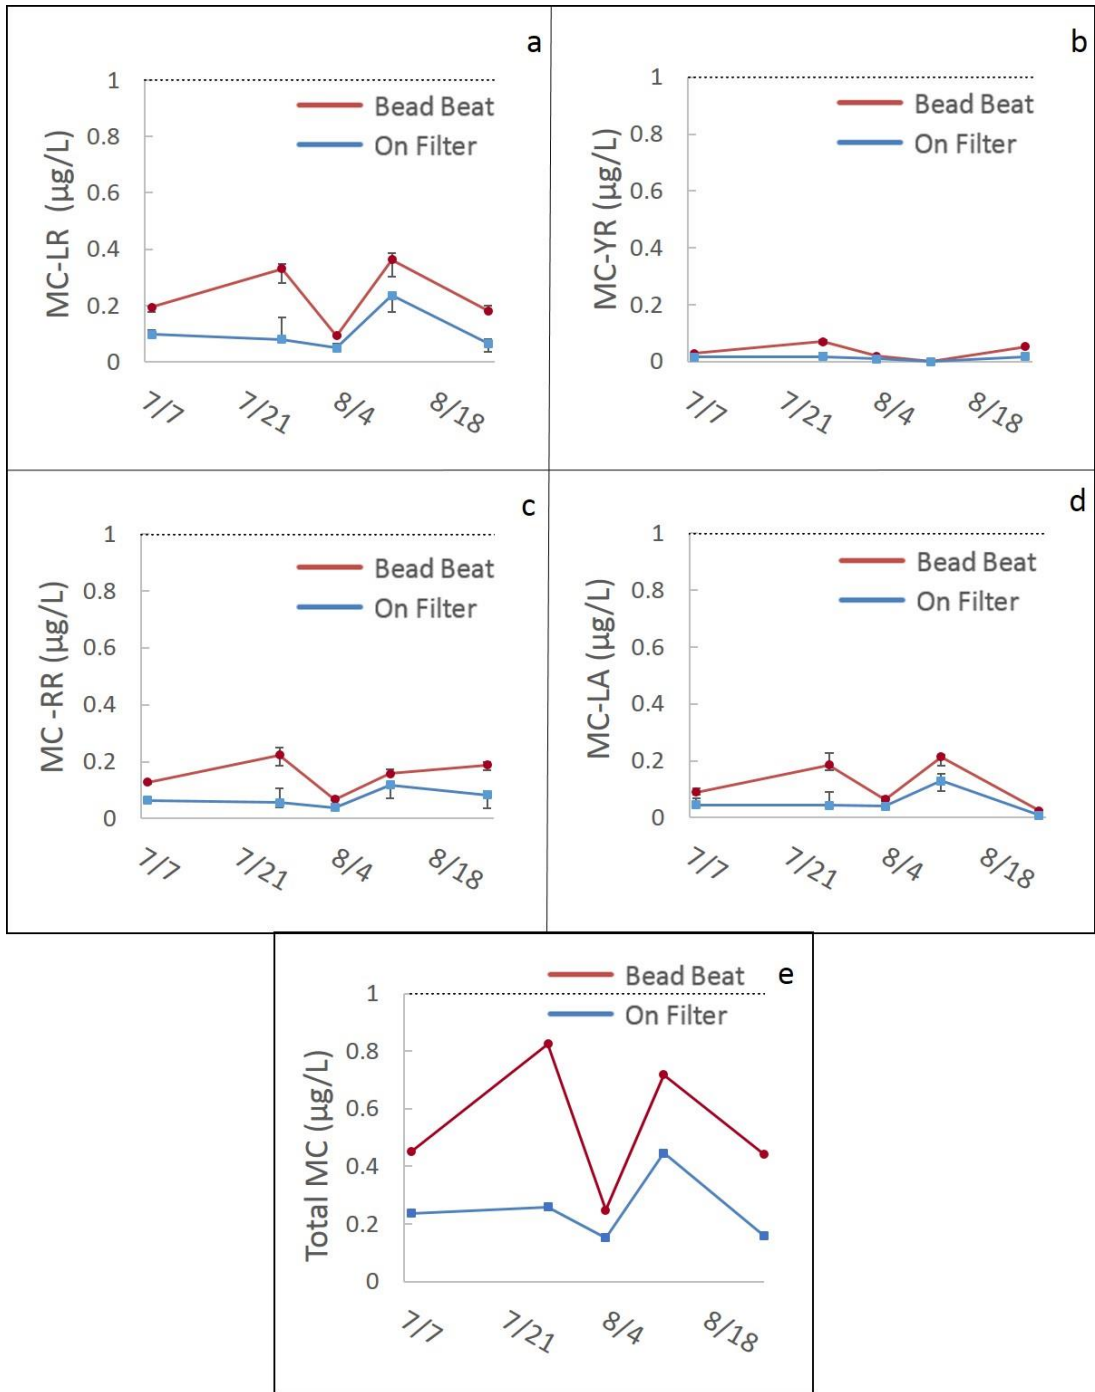 a
1
0.8
0.6
0.4
0.2
0
MC-LR (µg/L)
Bead Beat
On Filter
7/7
7/21
8/4
8/18
b
1
0.8
0.6
0.4
0.2
0
MC-YR (µg/L)
Bead Beat
On Filter
7/7
7/21
8/4
8/18
c
1
0.8
0.6
0.4
0.2
0
MC -RR (µg/L)
Bead Beat
On Filter
7/7
7/21
8/4
8/18
d
1
0.8
0.6
0.4
0.2
0
MC-LA (µg/L)
Bead Beat
On Filter
7/7
7/21
8/4
8/18
e
1
0.8
0.6
0.4
0.2
0
Total MC (µg/L)
Bead Beat
On Filter
7/7
7/21
8/4
8/18